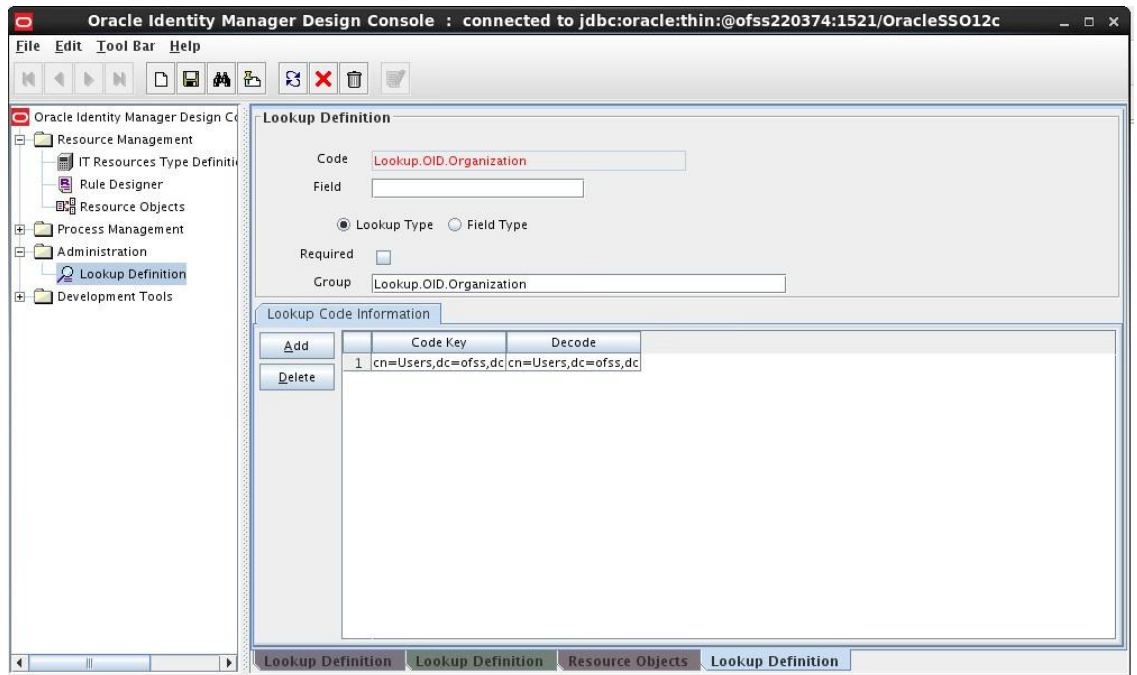 Oracle Identity Manager Design Console : connected to jdbc:oracle:thin:@ofss220374:1521/OracleSSO12c
File Edit Tool Bar Help
Oracle Identity Manager Design Co
Resource Management
IT Resources Type Definiti
Rule Designer
Resource Objects
Process Management
Administration
Lookup Definition
Development Tools
Lookup Definition
Code Lookup.OID.Organization
Field
Lookup Type Field Type
Required
Group Lookup.OID.Organization
Lookup Code Information
Add
Delete
Code Key Decode
1 cn=Users,dc=ofss,dc cn=Users,dc=ofss,dc
Lookup Definition Lookup Definition Resource Objects Lookup Definition